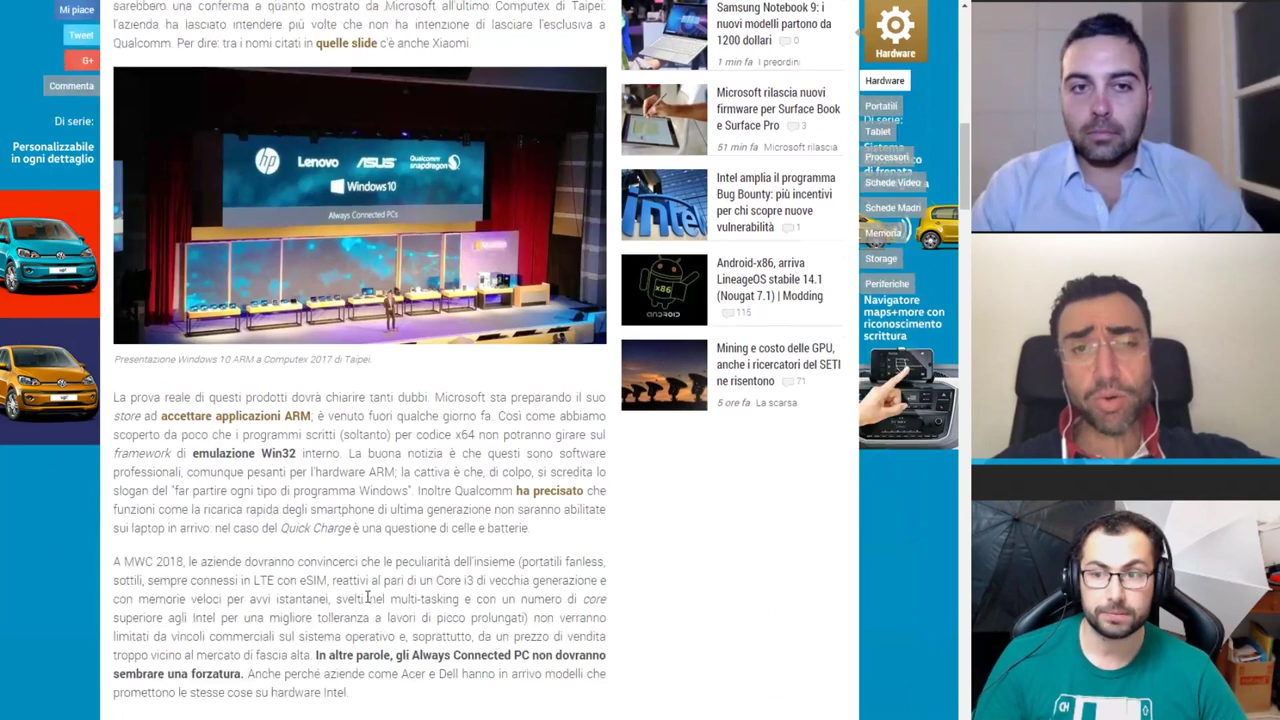 sarebbero una conferma a quanto mostrato da Microsoft all'ultimo Computex di Taipei:
l'azienda ha lasciato intendere più volte che non ha intenzione di lasciare l'esclusiva a
Qualcomm. Per dire: tra i nomi citati in quelle slide c'è anche Xiaomi.
hp Lenovo ASUS Qualcomm snapdragon
Windows 10
Always Connected PCs
Presentazione Windows 10 ARM a Computex 2017 di Taipei.
La prova reale di questi prodotti dovrà chiarire tanti dubbi. Microsoft sta preparando il suo
store ad accettare applicazioni ARM; è venuto fuori qualche giorno fa. Così come abbiamo
scoperto da poco che i programmi scritti (soltanto) per codice x64 non potranno girare sul
framework di emulazione Win32 interno. La buona notizia è che questi sono software
professionali, comunque pesanti per l'hardware ARM; la cattiva è che, di colpo, si scredita lo
slogan del "far partire ogni tipo di programma Windows". Inoltre Qualcomm ha precisato che
funzioni come la ricarica rapida degli smartphone di ultima generazione non saranno abilitate
sui laptop in arrivo: nel caso del Quick Charge è una questione di celle e batterie.
A MWC 2018, le aziende dovranno convincerci che le peculiarità dell'insieme (portatili fanless,
sottili, sempre connessi in LTE con eSIM, reattivi al pari di un Core i3 di vecchia generazione e
con memorie veloci per avvi istantanei, svelti nel multi-tasking e con un numero di core
superiore agli Intel per una migliore tolleranza a lavori di picco prolungati) non verranno
limitati da vincoli commerciali sul sistema operativo e, soprattutto, da un prezzo di vendita
troppo vicino al mercato di fascia alta. In altre parole, gli Always Connected PC non dovranno
sembrare una forzatura. Anche perché aziende come Acer e Dell hanno in arrivo modelli che
promettono le stesse cose su hardware Intel.
Mi piace
Tweet
G+
Commenta
Di serie:
Personalizzabile
in ogni dettaglio
Samsung Notebook 9: i
nuovi modelli partono da
1200 dollari 0
1 min fa I preordini
Microsoft rilascia nuovi
firmware per Surface Book
e Surface Pro 3
51 min fa Microsoft rilascia
Intel amplia il programma
Bug Bounty: più incentivi
per chi scopre nuove
vulnerabilità 1
intel
Android-x86, arriva
LineageOS stabile 14.1
(Nougat 7.1) | Modding
115
x86
ANDROID
Mining e costo delle GPU,
anche i ricercatori del SETI
ne risentono 71
5 ore fa La scarsa
Hardware
Hardware
Portatili
Di serie:
Tablet
Processori
di frenata
Schede Video
Schede Madri
Memoria
Storage
Periferiche
Navigatore
maps+more con
riconoscimento
scrittura
CH